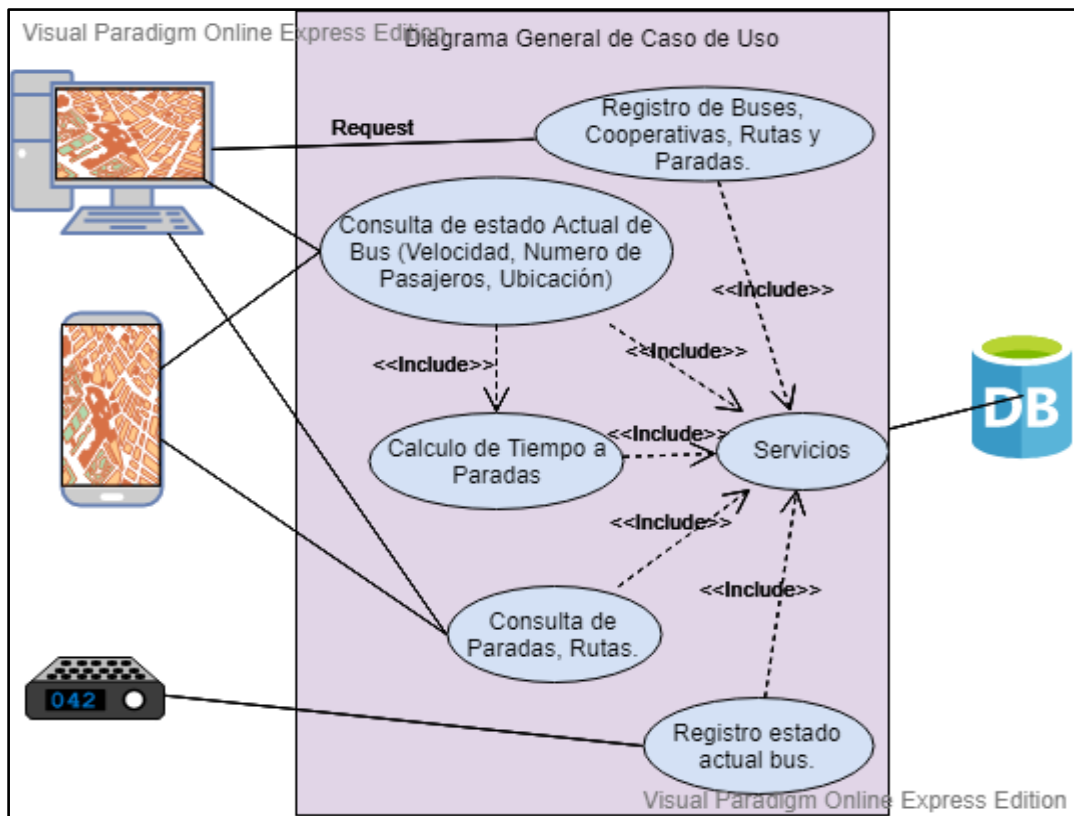 Visual Paradigm Online Express Edition
Diagrama General de Caso de Uso
Request
Registro de Buses,
Cooperativas, Rutas y
Paradas.
Consulta de estado Actual de
Bus (Velocidad, Numero de
Pasajeros, Ubicación)
<<Include>>
<<Include>>
<<Include>>
DB
<<Include>>
Calculo de Tiempo a
Paradas
Servicios
<<Include>>
<<Include>>
Consulta de
Paradas, Rutas.
042
Registro estado
actual bus.
Visual Paradigm Online Express Edition